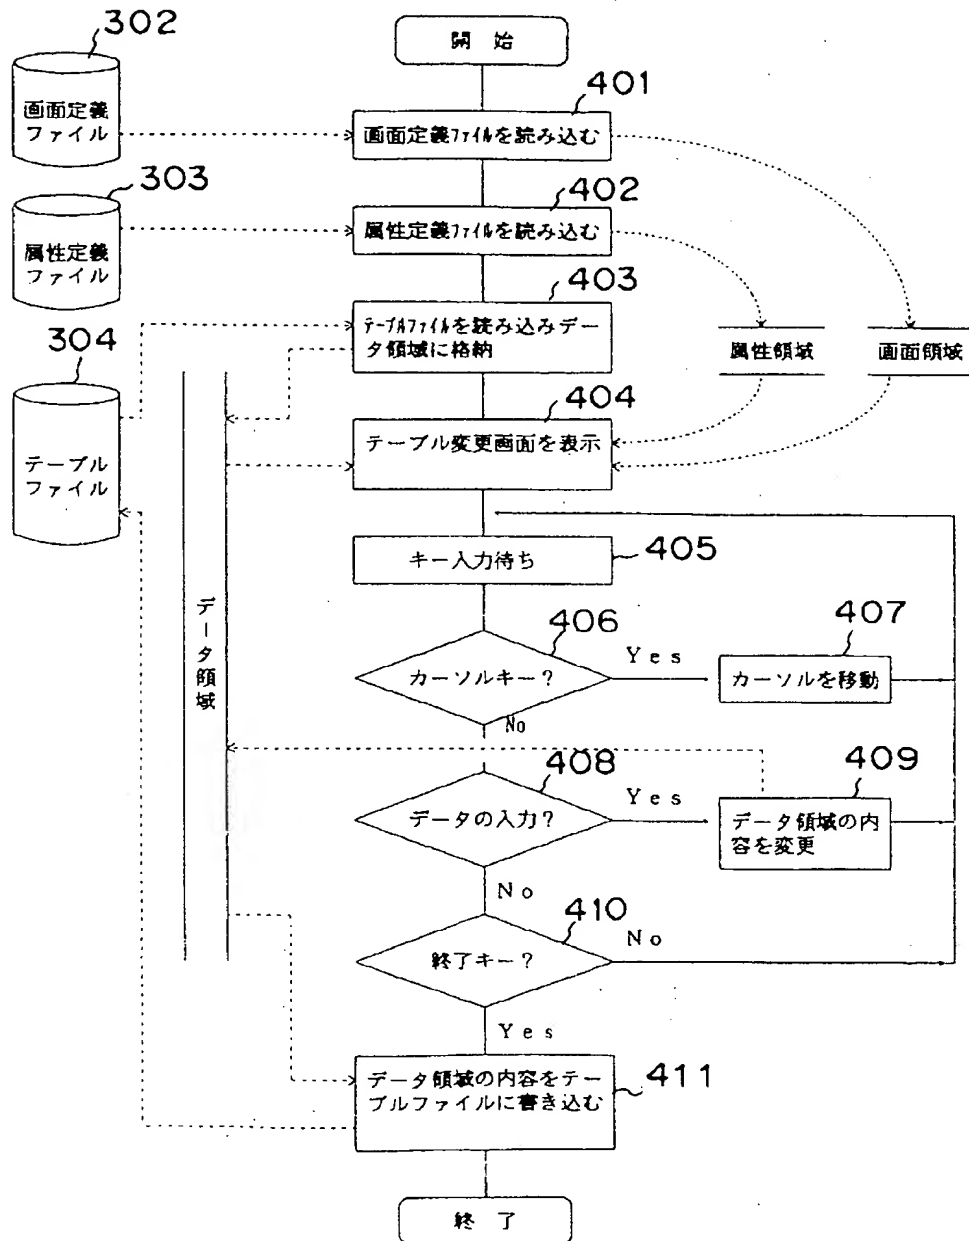 302
画面定義
ファイル
303
属性定義
ファイル
304
テーブル
ファイル
データ領域
開 始
401
画面定義ファイルを読み込む
402
属性定義ファイルを読み込む
403
テーブルファイルを読み込みデー
タ領域に格納
属性領域
画面領域
404
テーブル変更画面を表示
405
キー入力待ち
406
カーソルキー?
Yes
407
カーソルを移動
No
408
データの入力?
Yes
409
データ領域の内
容を変更
No
410
終了キー?
No
Yes
411
データ領域の内容をテー
ブルファイルに書き込む
終 了